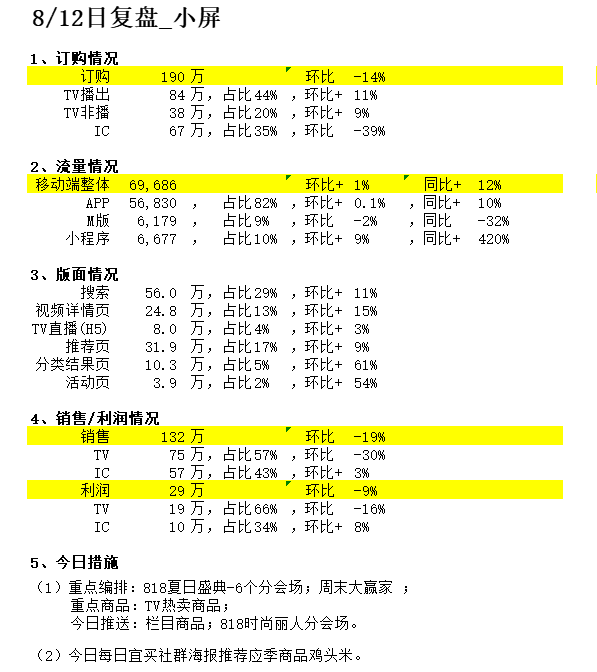 8/12日复盘_小屏
1、订购情况
订购 190 万 环比 -14%
TV播出 84 万，占比44% ，环比+ 11%
TV非播 38 万，占比20% ，环比+ 9%
IC 67 万，占比35% ，环比 -39%
2、流量情况
移动端整体 69,686 环比+ 1% 同比+ 12%
APP 56,830 ， 占比82% ，环比+ 0.1% ，同比+ 10%
M版 6,179 ， 占比9% ，环比 -2% ，同比 -32%
小程序 6,677 ， 占比10% ，环比+ 9% ，同比+ 420%
3、版面情况
搜索 56.0 万，占比29% ，环比+ 11%
视频详情页 24.8 万，占比13% ，环比+ 15%
TV直播(H5) 8.0 万，占比4% ，环比+ 3%
推荐页 31.9 万，占比17% ，环比+ 9%
分类结果页 10.3 万，占比5% ，环比+ 61%
活动页 3.9 万，占比2% ，环比+ 54%
4、销售/利润情况
销售 132 万 环比 -19%
TV 75 万，占比57% ，环比 -30%
IC 57 万，占比43% ，环比+ 3%
利润 29 万 环比 -9%
TV 19 万，占比66% ，环比 -16%
IC 10 万，占比34% ，环比+ 8%
5、今日措施
（1）重点编排：818夏日盛典-6个分会场；周末大赢家 ；
重点商品：TV热卖商品；
今日推送：栏目商品；818时尚丽人分会场。
（2）今日每日宜买社群海报推荐应季商品鸡头米。